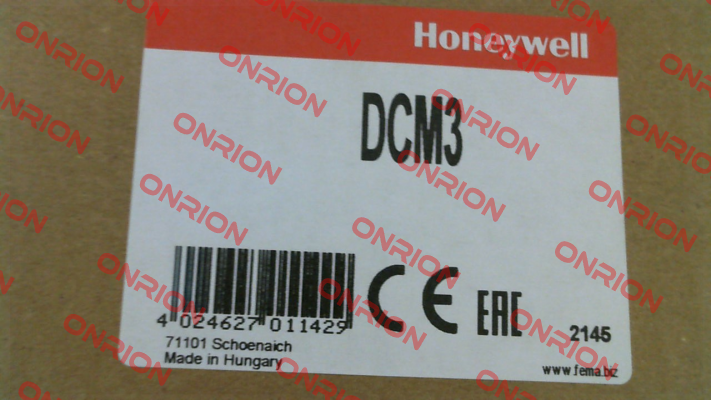 Honeywell
DCM3
4 024627 011429
71101 Schoenaich
Made in Hungary
CE
EAC
2145
www.fema.biz
ONRION